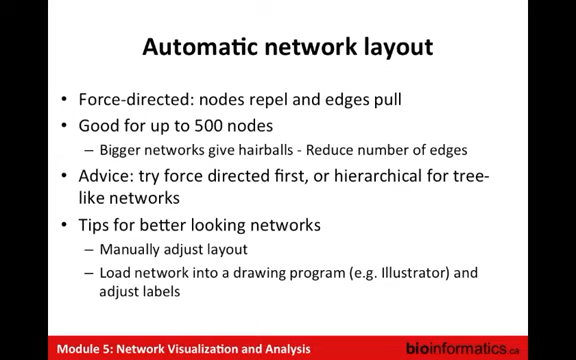 Automatic network layout
• Force-directed: nodes repel and edges pull
• Good for up to 500 nodes
– Bigger networks give hairballs - Reduce number of edges
• Advice: try force directed first, or hierarchical for tree-
like networks
• Tips for better looking networks
– Manually adjust layout
– Load network into a drawing program (e.g. Illustrator) and
adjust labels
Module 5: Network Visualization and Analysis
bioinformatics.ca